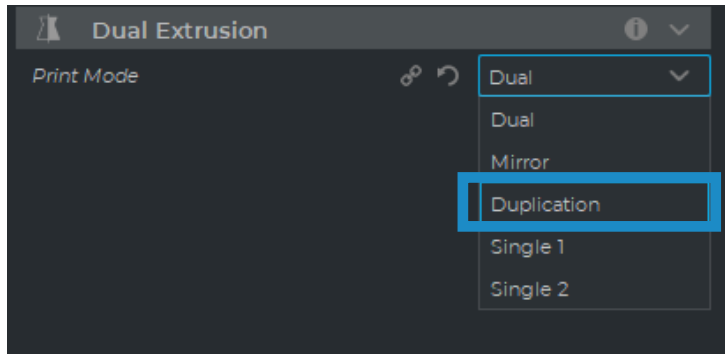 Dual Extrusion
Print Mode
Dual
Dual
Mirror
Duplication
Single 1
Single 2